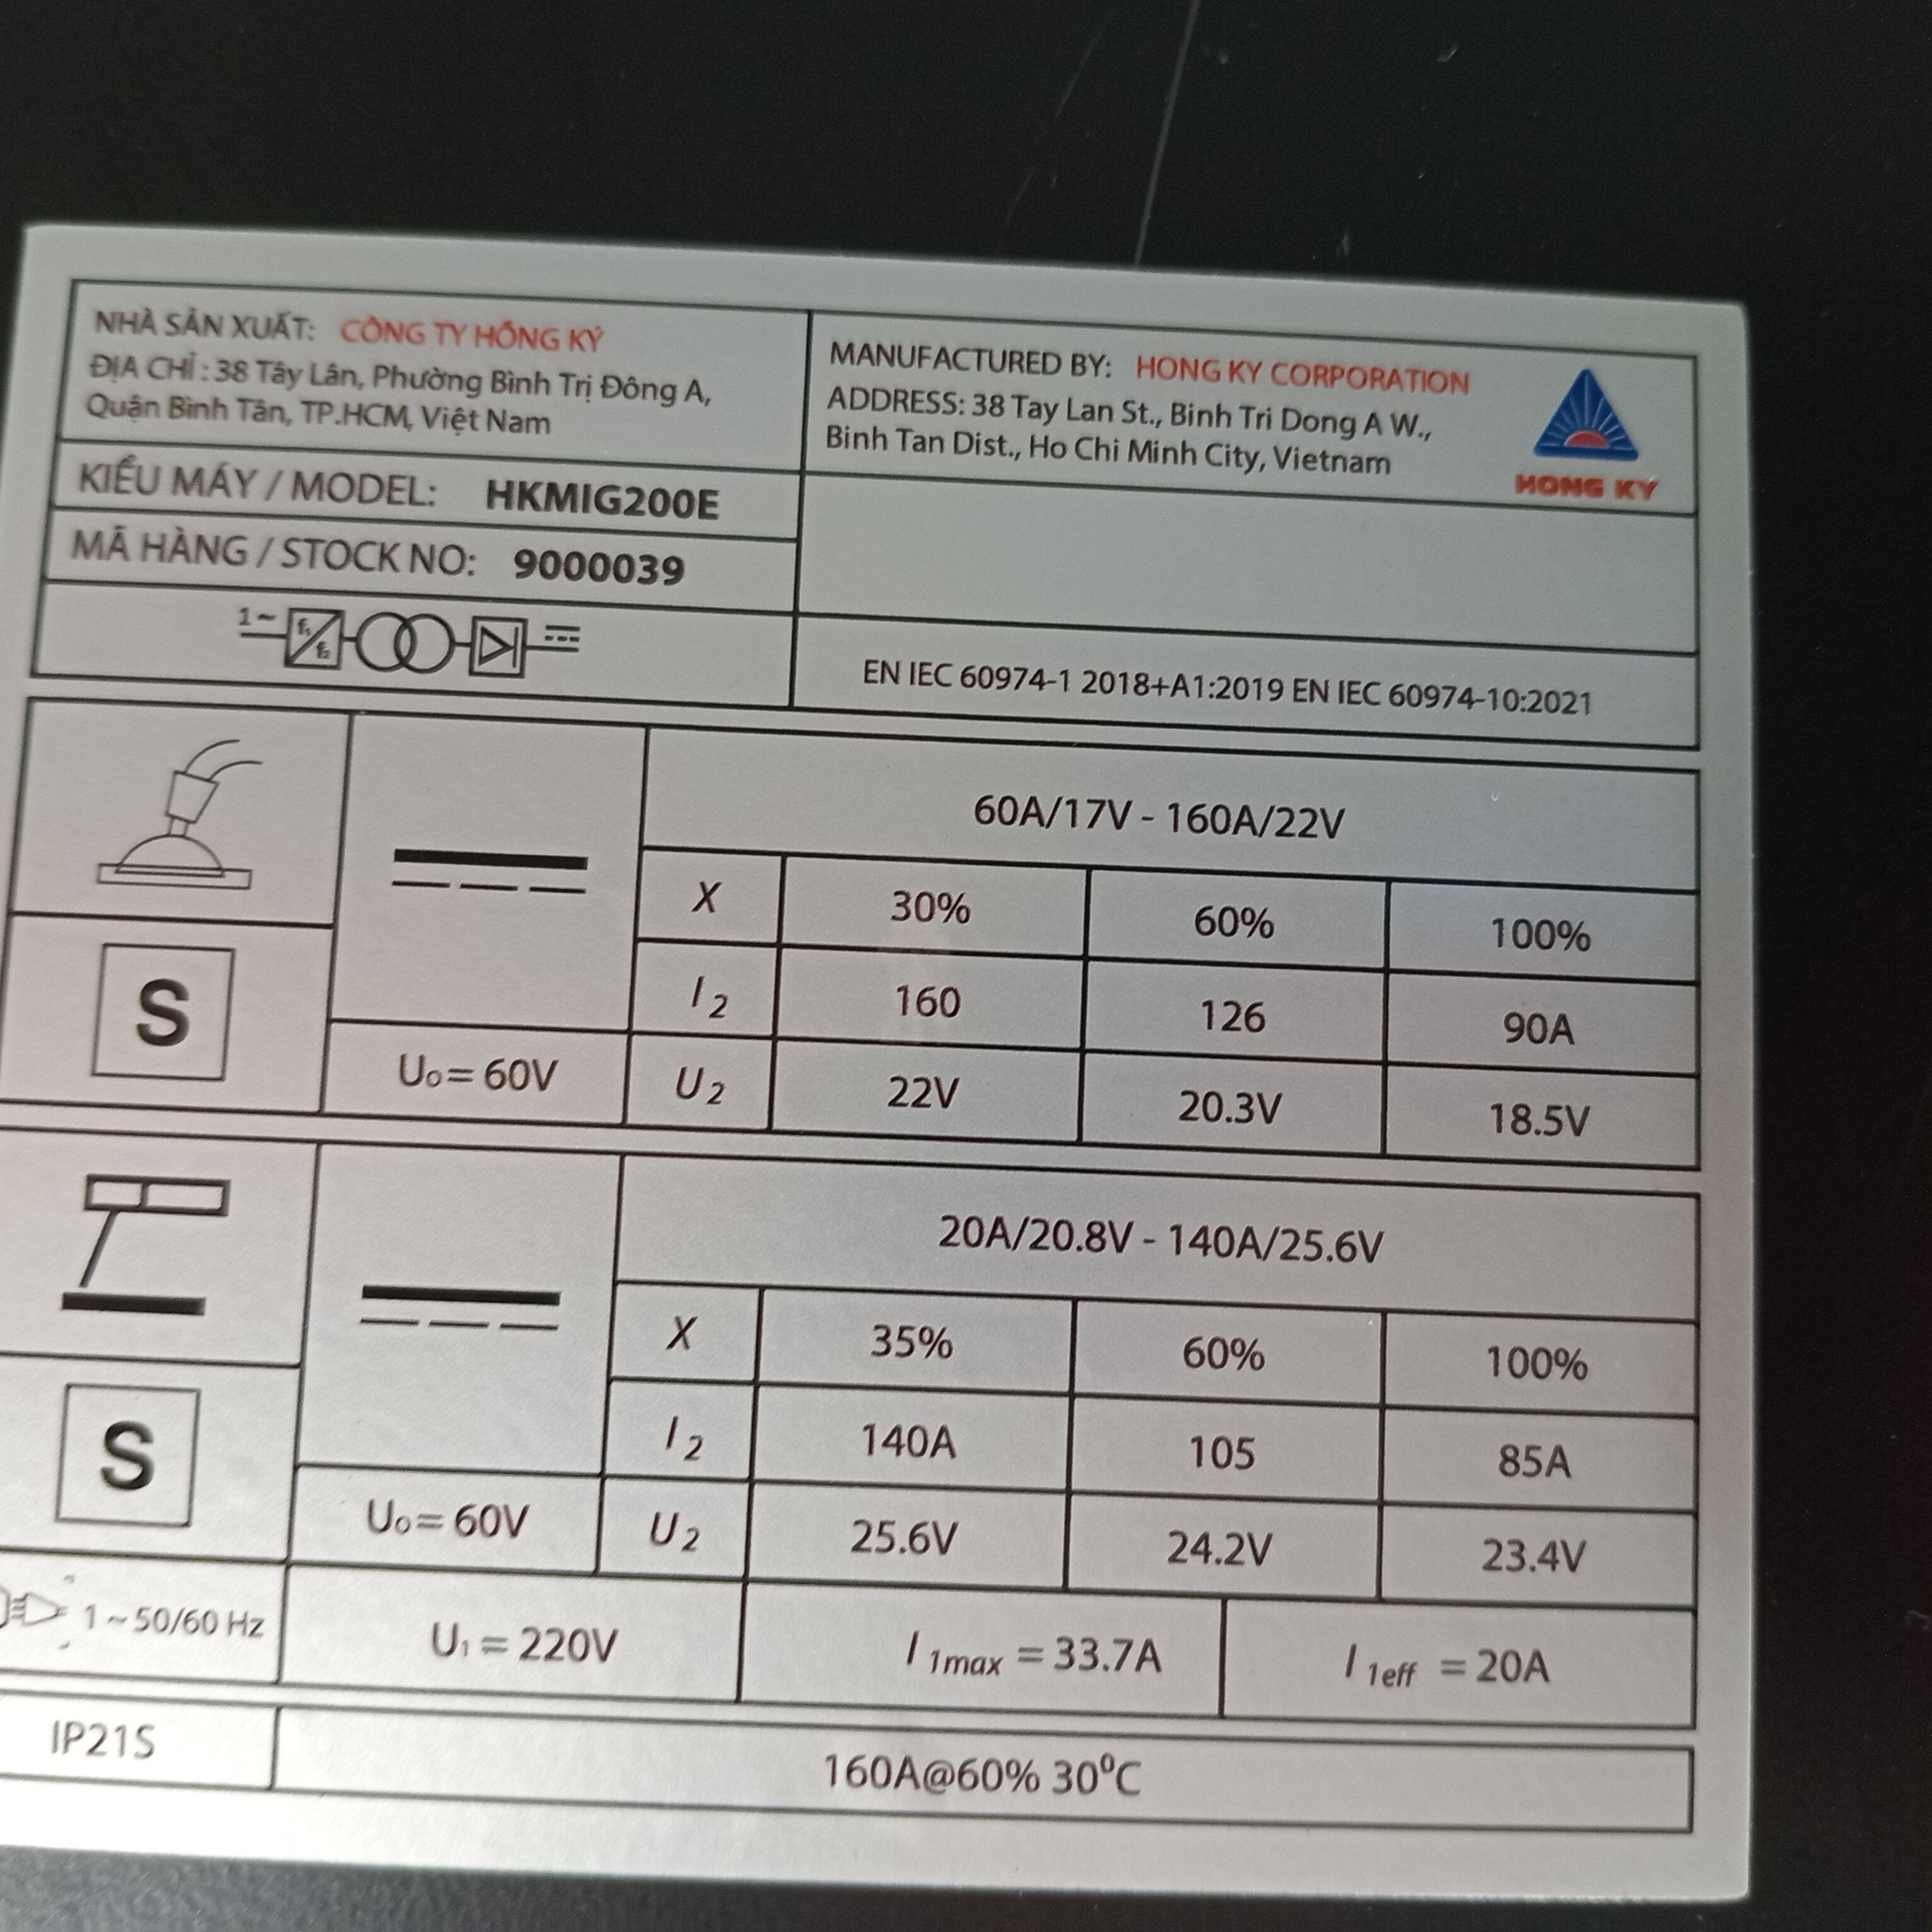 NHÀ SẢN XUẤT: CÔNG TY HỒNG KÝ
ĐỊA CHỈ : 38 Tây Lân, Phường Bình Trị Đông A,
Quận Bình Tân, TP.HCM, Việt Nam
MANUFACTURED BY: HONG KY CORPORATION
ADDRESS: 38 Tay Lan St., Binh Tri Dong A W.,
Binh Tan Dist., Ho Chi Minh City, Vietnam
HONG KY
KIỂU MÁY / MODEL: HKMIG200E
MÃ HÀNG / STOCK NO: 9000039
1~ f₁ f₂
EN IEC 60974-1 2018+A1:2019 EN IEC 60974-10:2021
60A/17V - 160A/22V
X 30% 60% 100%
S
I₂ 160 126 90A
U₀= 60V U₂ 22V 20.3V 18.5V
20A/20.8V - 140A/25.6V
X 35% 60% 100%
S
I₂ 140A 105 85A
U₀= 60V U₂ 25.6V 24.2V 23.4V
1 ~ 50/60 Hz U₁ = 220V I 1max = 33.7A I 1eff = 20A
IP21S 160A@60% 30⁰C